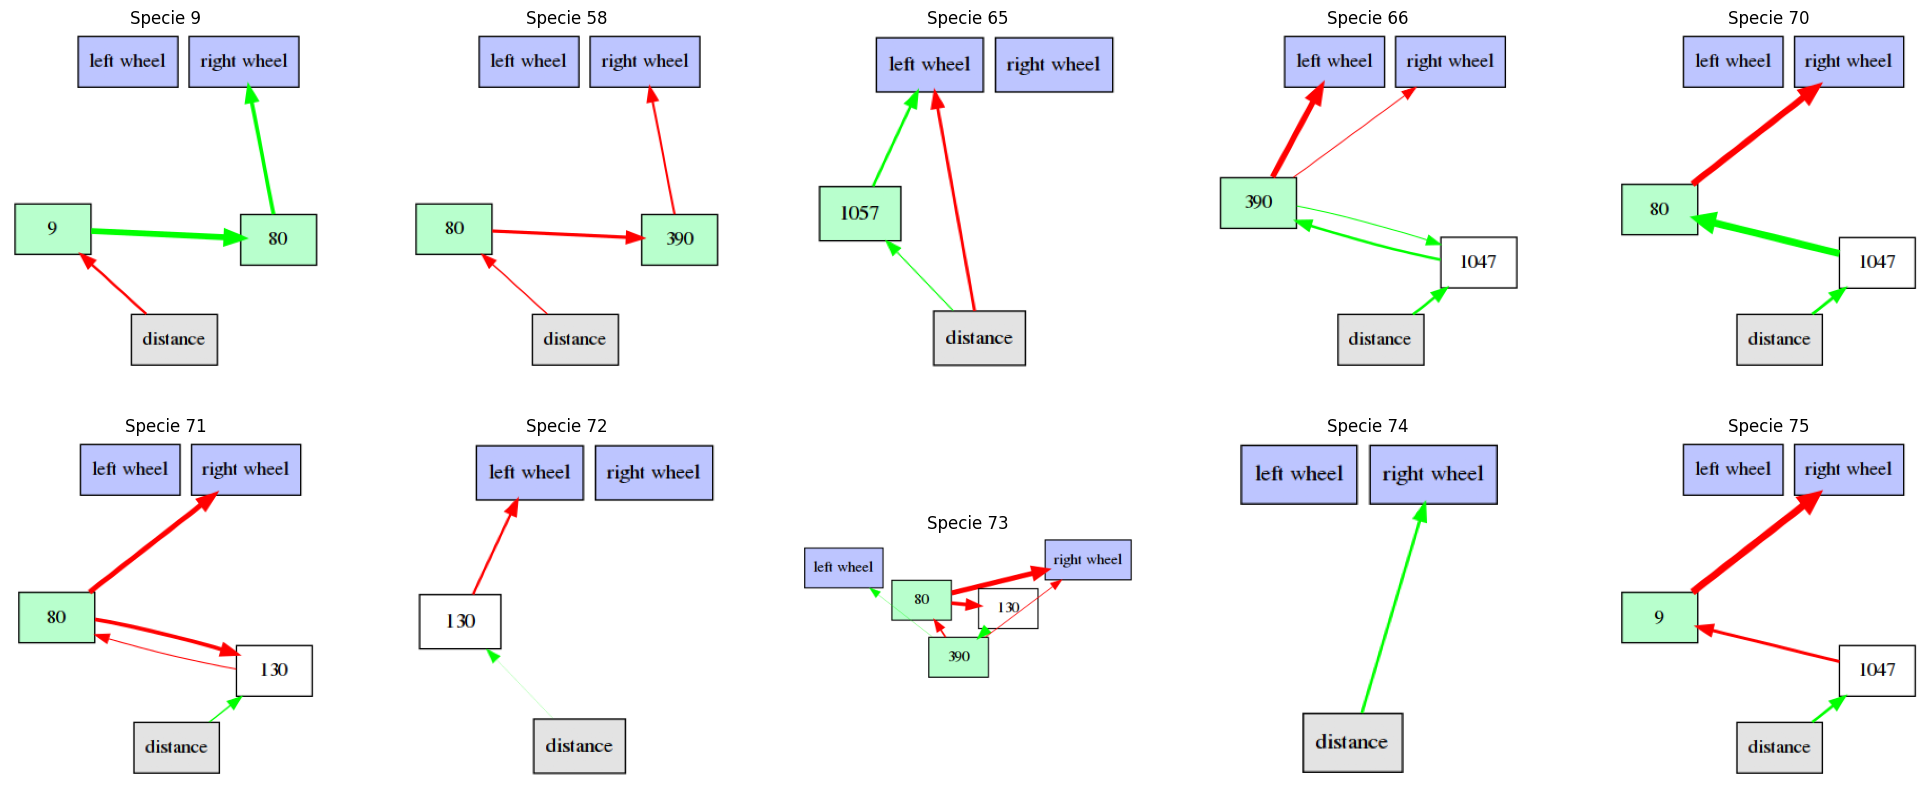 Specie 9
left wheel
right wheel
9
80
distance
Specie 58
left wheel
right wheel
80
390
distance
Specie 65
left wheel
right wheel
1057
distance
Specie 66
left wheel
right wheel
390
1047
distance
Specie 70
left wheel
right wheel
80
1047
distance
Specie 71
left wheel
right wheel
80
130
distance
Specie 72
left wheel
right wheel
130
distance
Specie 73
left wheel
right wheel
80
130
390
Specie 74
left wheel
right wheel
distance
Specie 75
left wheel
right wheel
9
1047
distance